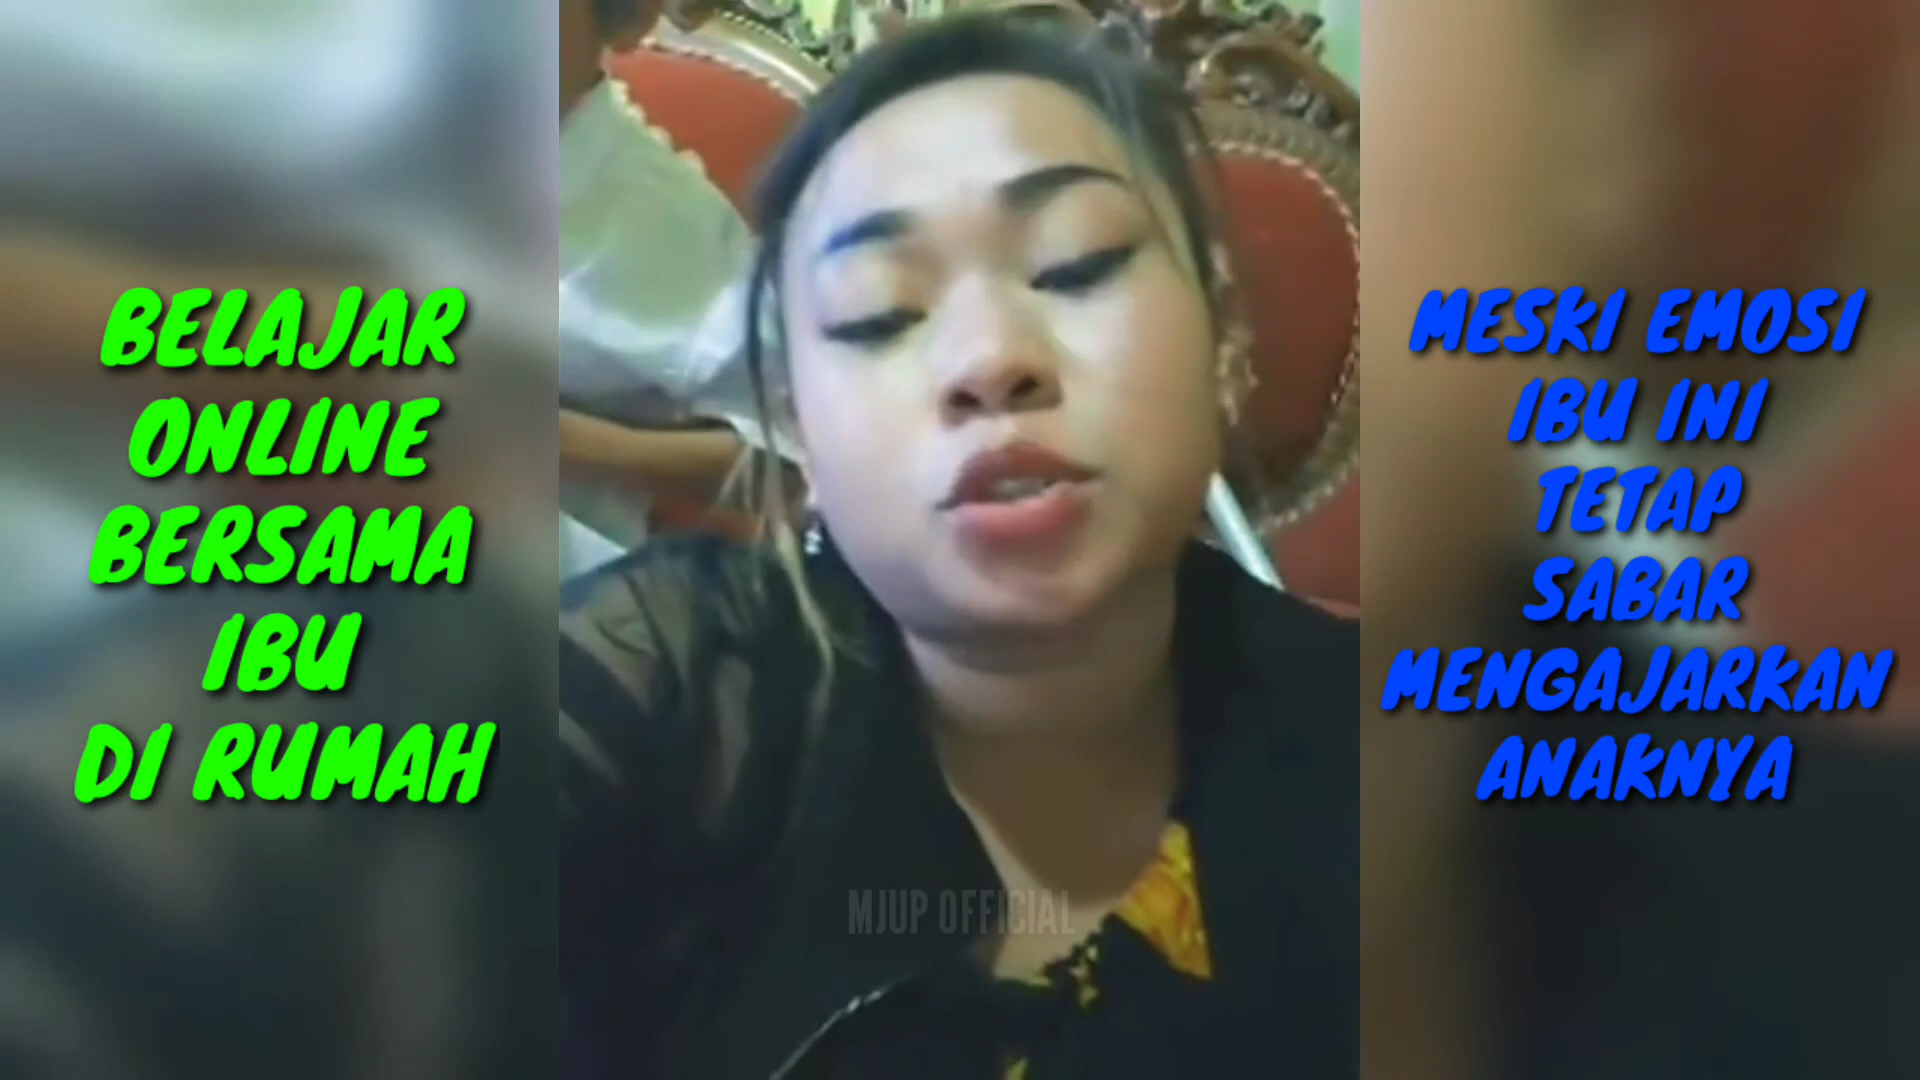 BELAJAR
ONLINE
BERSAMA
IBU
DI RUMAH
MESKI EMOSI
IBU INI
TETAP
SABAR
MENGAJARKAN
ANAKNYA
MJUP OFFICIAL